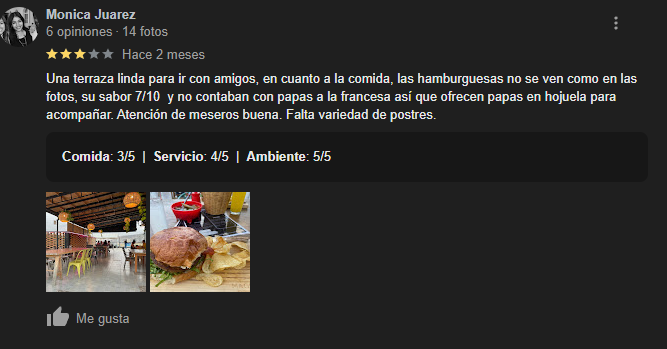 Monica Juarez
6 opiniones · 14 fotos
Hace 2 meses
Una terraza linda para ir con amigos, en cuanto a la comida, las hamburguesas no se ven como en las
fotos, su sabor 7/10 y no contaban con papas a la francesa así que ofrecen papas en hojuela para
acompañar. Atención de meseros buena. Falta variedad de postres.
Comida: 3/5 | Servicio: 4/5 | Ambiente: 5/5
Me gusta